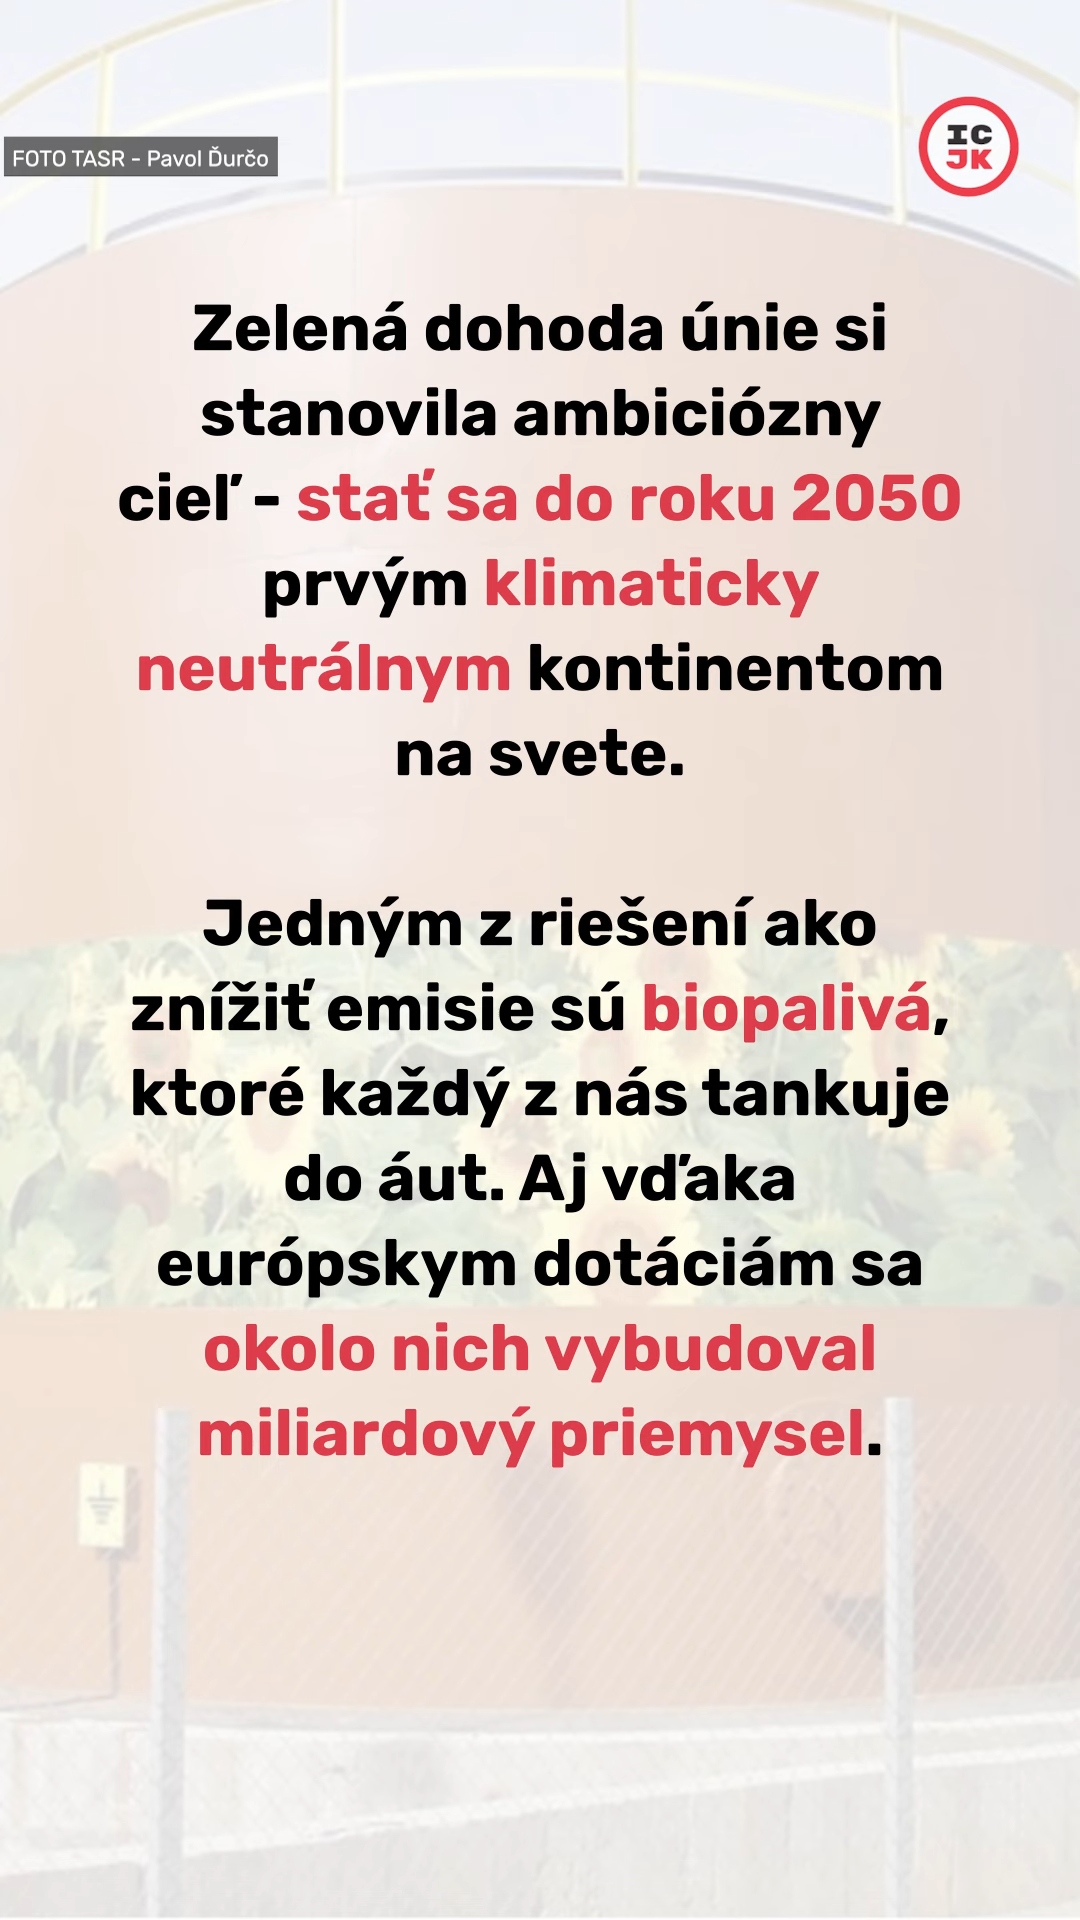 FOTO TASR - Pavol Ďurčo
IC
JK
Zelená dohoda únie si
stanovila ambiciózny
cieľ - stať sa do roku 2050
prvým klimaticky
neutrálnym kontinentom
na svete.
Jedným z riešení ako
znížiť emisie sú biopalivá,
ktoré každý z nás tankuje
do áut. Aj vďaka
európskym dotáciám sa
okolo nich vybudoval
miliardový priemysel.